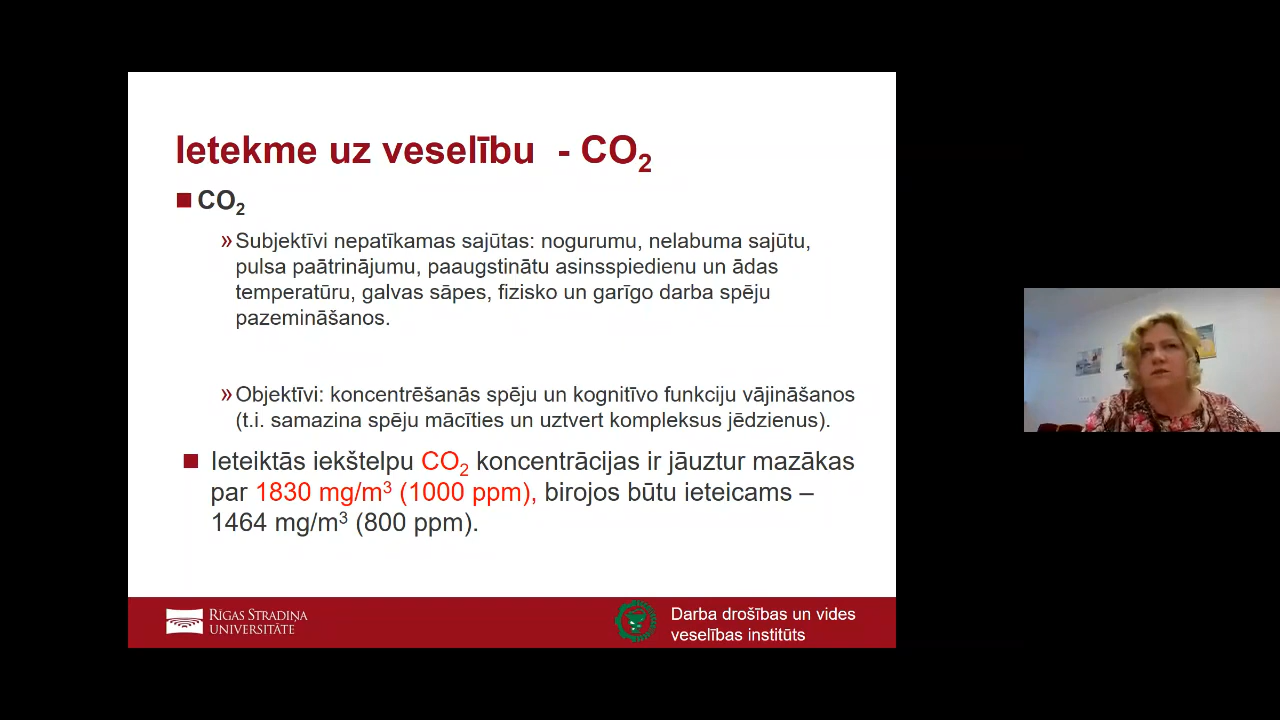 Ietekme uz veselību - CO₂
CO₂
» Subjektīvi nepatīkamas sajūtas: nogurumu, nelabuma sajūtu,
pulsa paātrinājumu, paaugstinātu asinsspiedienu un ādas
temperatūru, galvas sāpes, fizisko un garīgo darba spēju
pazemināšanos.
» Objektīvi: koncentrēšanās spēju un kognitīvo funkciju vājināšanos
(t.i. samazina spēju mācīties un uztvert kompleksus jēdzienus).
Ieteiktās iekštelpu CO₂ koncentrācijas ir jāuztur mazākas
par 1830 mg/m³ (1000 ppm), birojos būtu ieteicams –
1464 mg/m³ (800 ppm).
RĪGAS STRADIŅA
UNIVERSITĀTE
Darba drošības un vides
veselības institūts